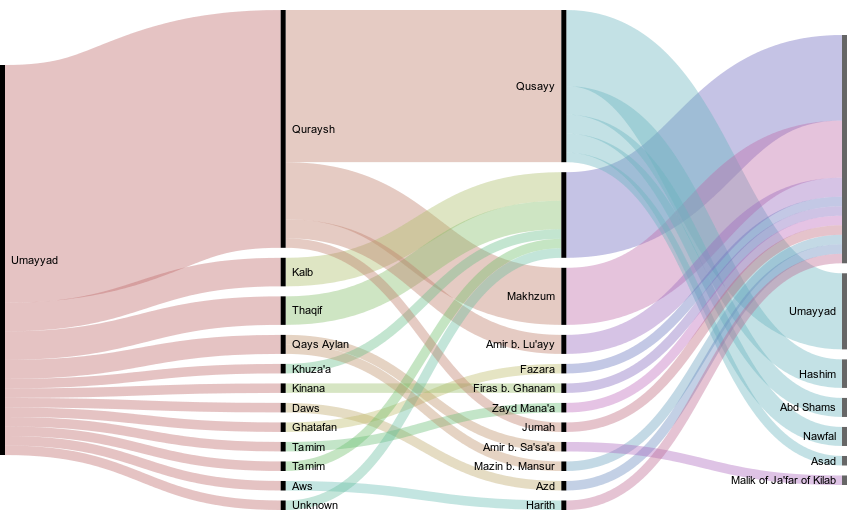 Umayyad
Quraysh
Kalb
Thaqif
Qays Aylan
Khuza'a
Kinana
Daws
Ghatafan
Tamim
Tamim
Aws
Unknown
Qusayy
Makhzum
Amir b. Lu'ayy
Fazara
Firas b. Ghanam
Zayd Mana'a
Jumah
Amir b. Sa'sa'a
Mazin b. Mansur
Azd
Harith
Umayyad
Hashim
Abd Shams
Nawfal
Asad
Malik of Ja'far of Kilab